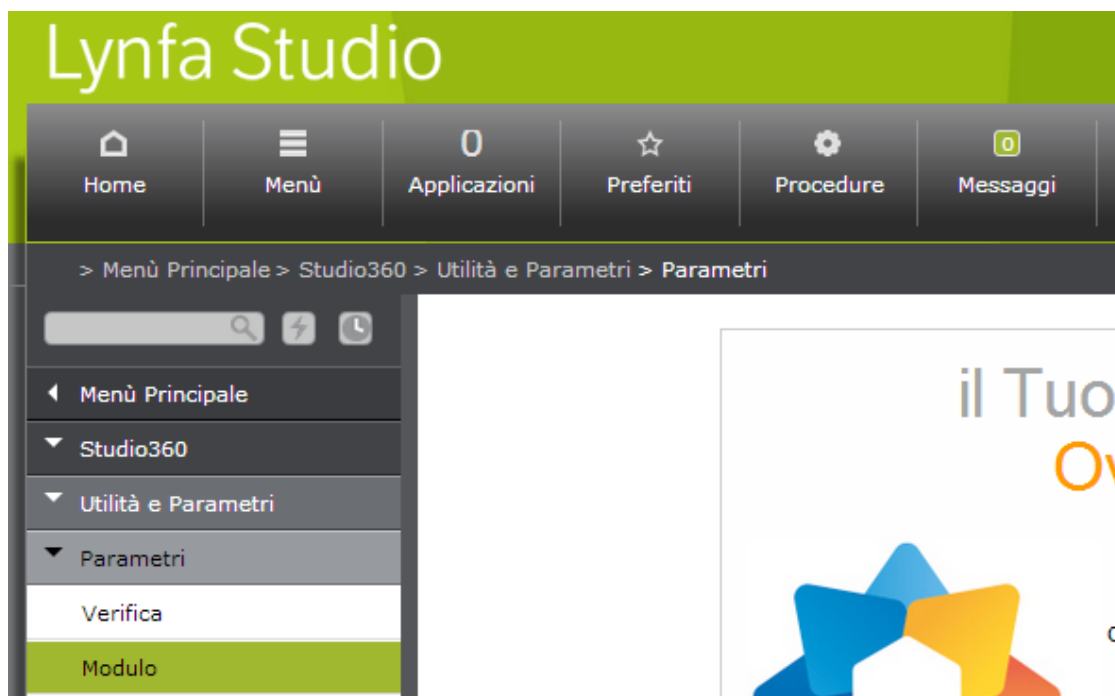 Lynfa Studio
0 0
Home Menù Applicazioni Preferiti Procedure Messaggi
> Menù Principale > Studio360 > Utilità e Parametri > Parametri
Menù Principale
il Tuo
Studio360
Utilità e Parametri
Parametri
Verifica
Modulo